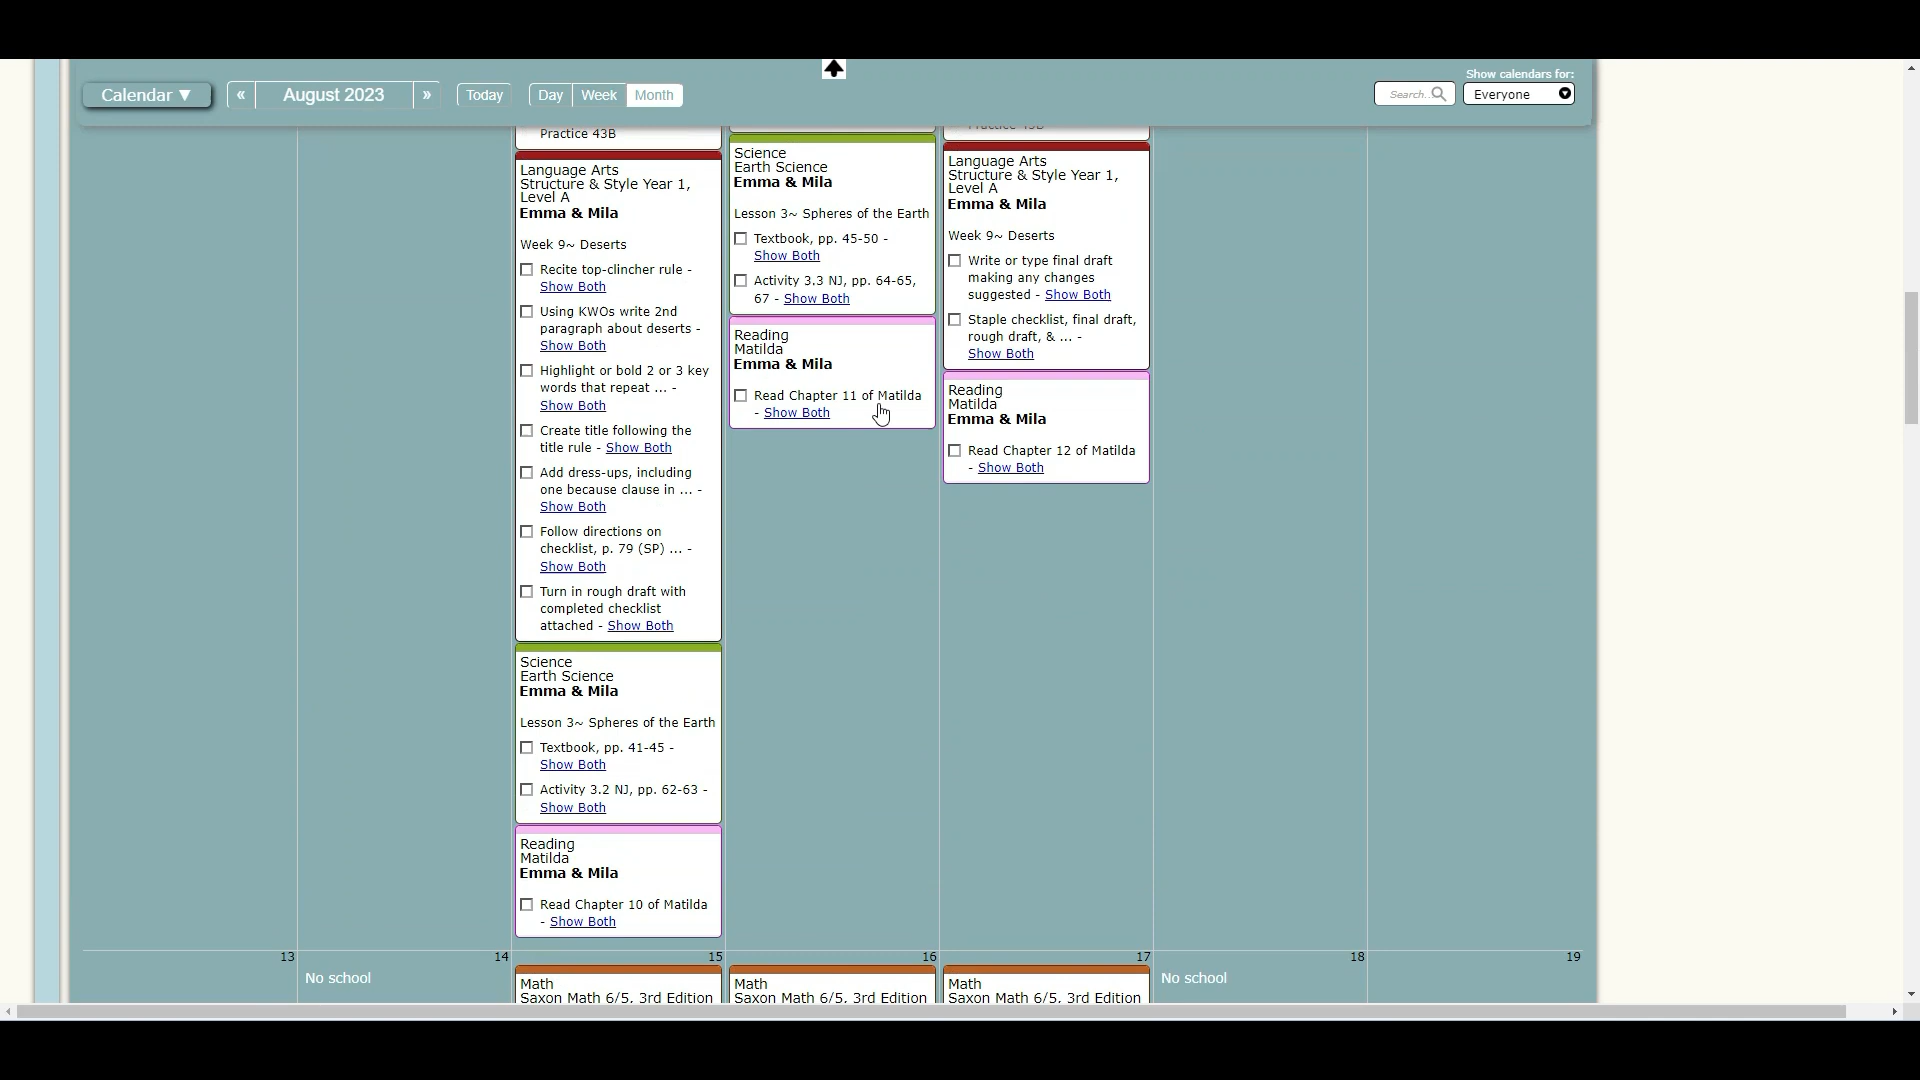 Show calendars for:
Calendar ▼
«
August 2023
»
Today
Day
Week
Month
Search..
Everyone
Practice 43B
Language Arts
Structure & Style Year 1,
Level A
Emma & Mila
Week 9~ Deserts
Recite top-clincher rule -
Show Both
Using KWOs write 2nd
paragraph about deserts -
Show Both
Highlight or bold 2 or 3 key
words that repeat ... -
Show Both
Create title following the
title rule - Show Both
Add dress-ups, including
one because clause in ... -
Show Both
Follow directions on
checklist, p. 79 (SP) ... -
Show Both
Turn in rough draft with
completed checklist
attached - Show Both
Science
Earth Science
Emma & Mila
Lesson 3~ Spheres of the Earth
Textbook, pp. 41-45 -
Show Both
Activity 3.2 NJ, pp. 62-63 -
Show Both
Reading
Matilda
Emma & Mila
Read Chapter 10 of Matilda
- Show Both
Science
Earth Science
Emma & Mila
Lesson 3~ Spheres of the Earth
Textbook, pp. 45-50 -
Show Both
Activity 3.3 NJ, pp. 64-65,
67 - Show Both
Reading
Matilda
Emma & Mila
Read Chapter 11 of Matilda
- Show Both
Language Arts
Structure & Style Year 1,
Level A
Emma & Mila
Week 9~ Deserts
Write or type final draft
making any changes
suggested - Show Both
Staple checklist, final draft,
rough draft, & ... -
Show Both
Reading
Matilda
Emma & Mila
Read Chapter 12 of Matilda
- Show Both
13
14
15
16
17
18
19
No school
Math
Saxon Math 6/5, 3rd Edition
Math
Saxon Math 6/5, 3rd Edition
Math
Saxon Math 6/5, 3rd Edition
No school